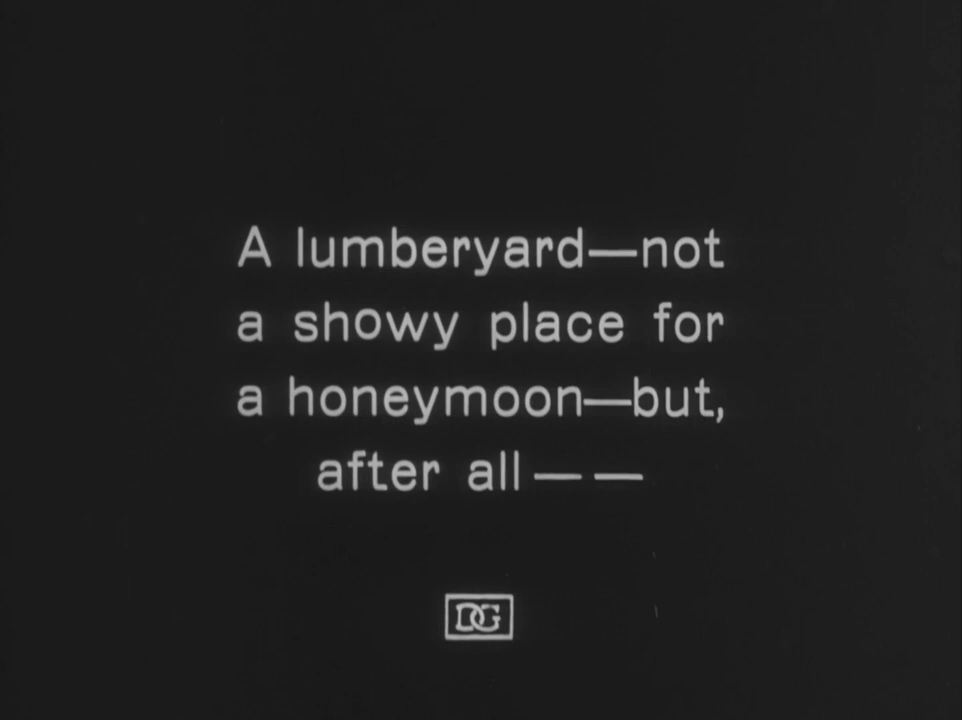 A lumberyard—not
a showy place for
a honeymoon—but,
after all — —
DG